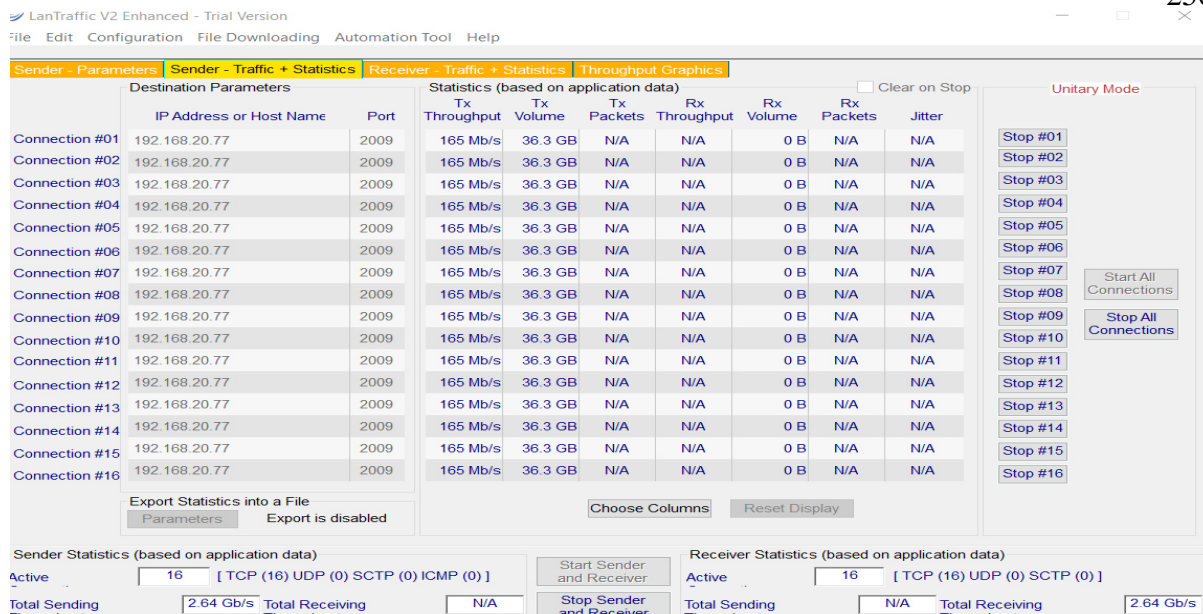 LanTraffic V2 Enhanced - Trial Version
File Edit Configuration File Downloading Automation Tool Help
Sender - Parameters Sender - Traffic + Statistics Receiver - Traffic + Statistics Throughput Graphics
Destination Parameters Statistics (based on application data) Clear on Stop Unitary Mode
IP Address or Host Name Port Tx Throughput Tx Volume Tx Packets Rx Throughput Rx Volume Rx Packets Jitter
Connection #01 192.168.20.77 2009 165 Mb/s 36.3 GB N/A N/A 0 B N/A N/A Stop #01
Connection #02 192.168.20.77 2009 165 Mb/s 36.3 GB N/A N/A 0 B N/A N/A Stop #02
Connection #03 192.168.20.77 2009 165 Mb/s 36.3 GB N/A N/A 0 B N/A N/A Stop #03
Connection #04 192.168.20.77 2009 165 Mb/s 36.3 GB N/A N/A 0 B N/A N/A Stop #04
Connection #05 192.168.20.77 2009 165 Mb/s 36.3 GB N/A N/A 0 B N/A N/A Stop #05
Connection #06 192.168.20.77 2009 165 Mb/s 36.3 GB N/A N/A 0 B N/A N/A Stop #06
Connection #07 192.168.20.77 2009 165 Mb/s 36.3 GB N/A N/A 0 B N/A N/A Stop #07
Start All Connections
Connection #08 192.168.20.77 2009 165 Mb/s 36.3 GB N/A N/A 0 B N/A N/A Stop #08
Connection #09 192.168.20.77 2009 165 Mb/s 36.3 GB N/A N/A 0 B N/A N/A Stop #09
Stop All Connections
Connection #10 192.168.20.77 2009 165 Mb/s 36.3 GB N/A N/A 0 B N/A N/A Stop #10
Connection #11 192.168.20.77 2009 165 Mb/s 36.3 GB N/A N/A 0 B N/A N/A Stop #11
Connection #12 192.168.20.77 2009 165 Mb/s 36.3 GB N/A N/A 0 B N/A N/A Stop #12
Connection #13 192.168.20.77 2009 165 Mb/s 36.3 GB N/A N/A 0 B N/A N/A Stop #13
Connection #14 192.168.20.77 2009 165 Mb/s 36.3 GB N/A N/A 0 B N/A N/A Stop #14
Connection #15 192.168.20.77 2009 165 Mb/s 36.3 GB N/A N/A 0 B N/A N/A Stop #15
Connection #16 192.168.20.77 2009 165 Mb/s 36.3 GB N/A N/A 0 B N/A N/A Stop #16
Export Statistics into a File
Parameters Export is disabled Choose Columns Reset Display
Sender Statistics (based on application data) Start Sender and Receiver Receiver Statistics (based on application data)
Active 16 [ TCP (16) UDP (0) SCTP (0) ICMP (0) ] Active 16 [ TCP (16) UDP (0) SCTP (0) ]
Total Sending 2.64 Gb/s Total Receiving N/A Stop Sender and Receiver Total Sending N/A Total Receiving 2.64 Gb/s